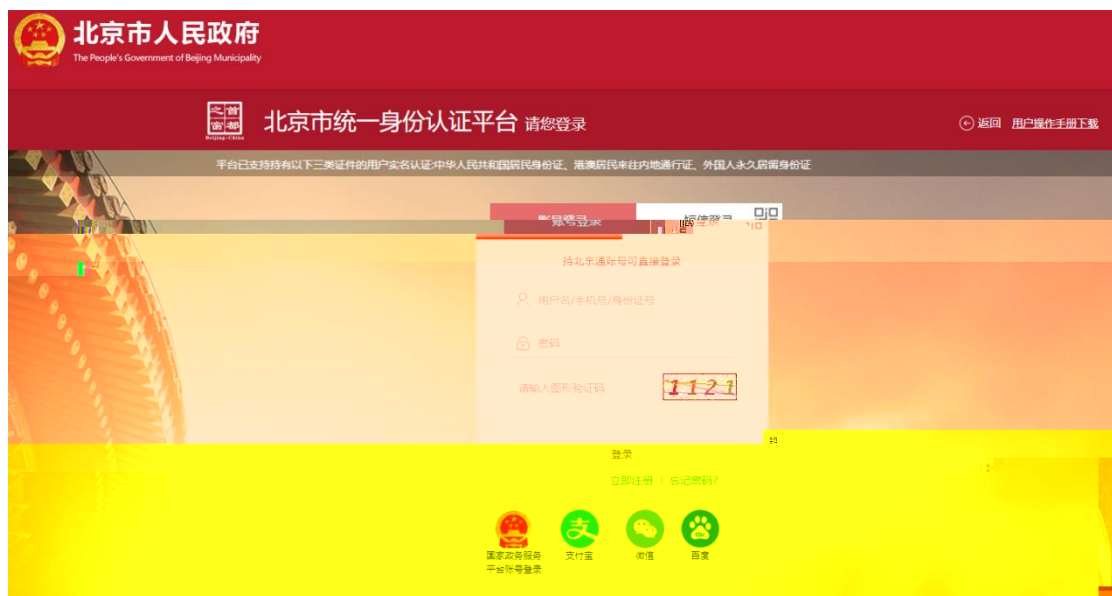 北京市人民政府
The People's Government of Beijing Municipality
首都之窗
Beijing-China
北京市统一身份认证平台 请您登录
返回 用户操作手册下载
平台已支持持有以下三类证件的用户实名认证:中华人民共和国居民身份证、港澳居民来往内地通行证、外国人永久居留身份证
账号登录
持北京通账号可直接登录
用户名/手机号/身份证号
密码
请输入图形验证码 1121
登录
立即注册 | 忘记密码?
支 微信
国家政务服务 支付宝 百度
平台账号登录